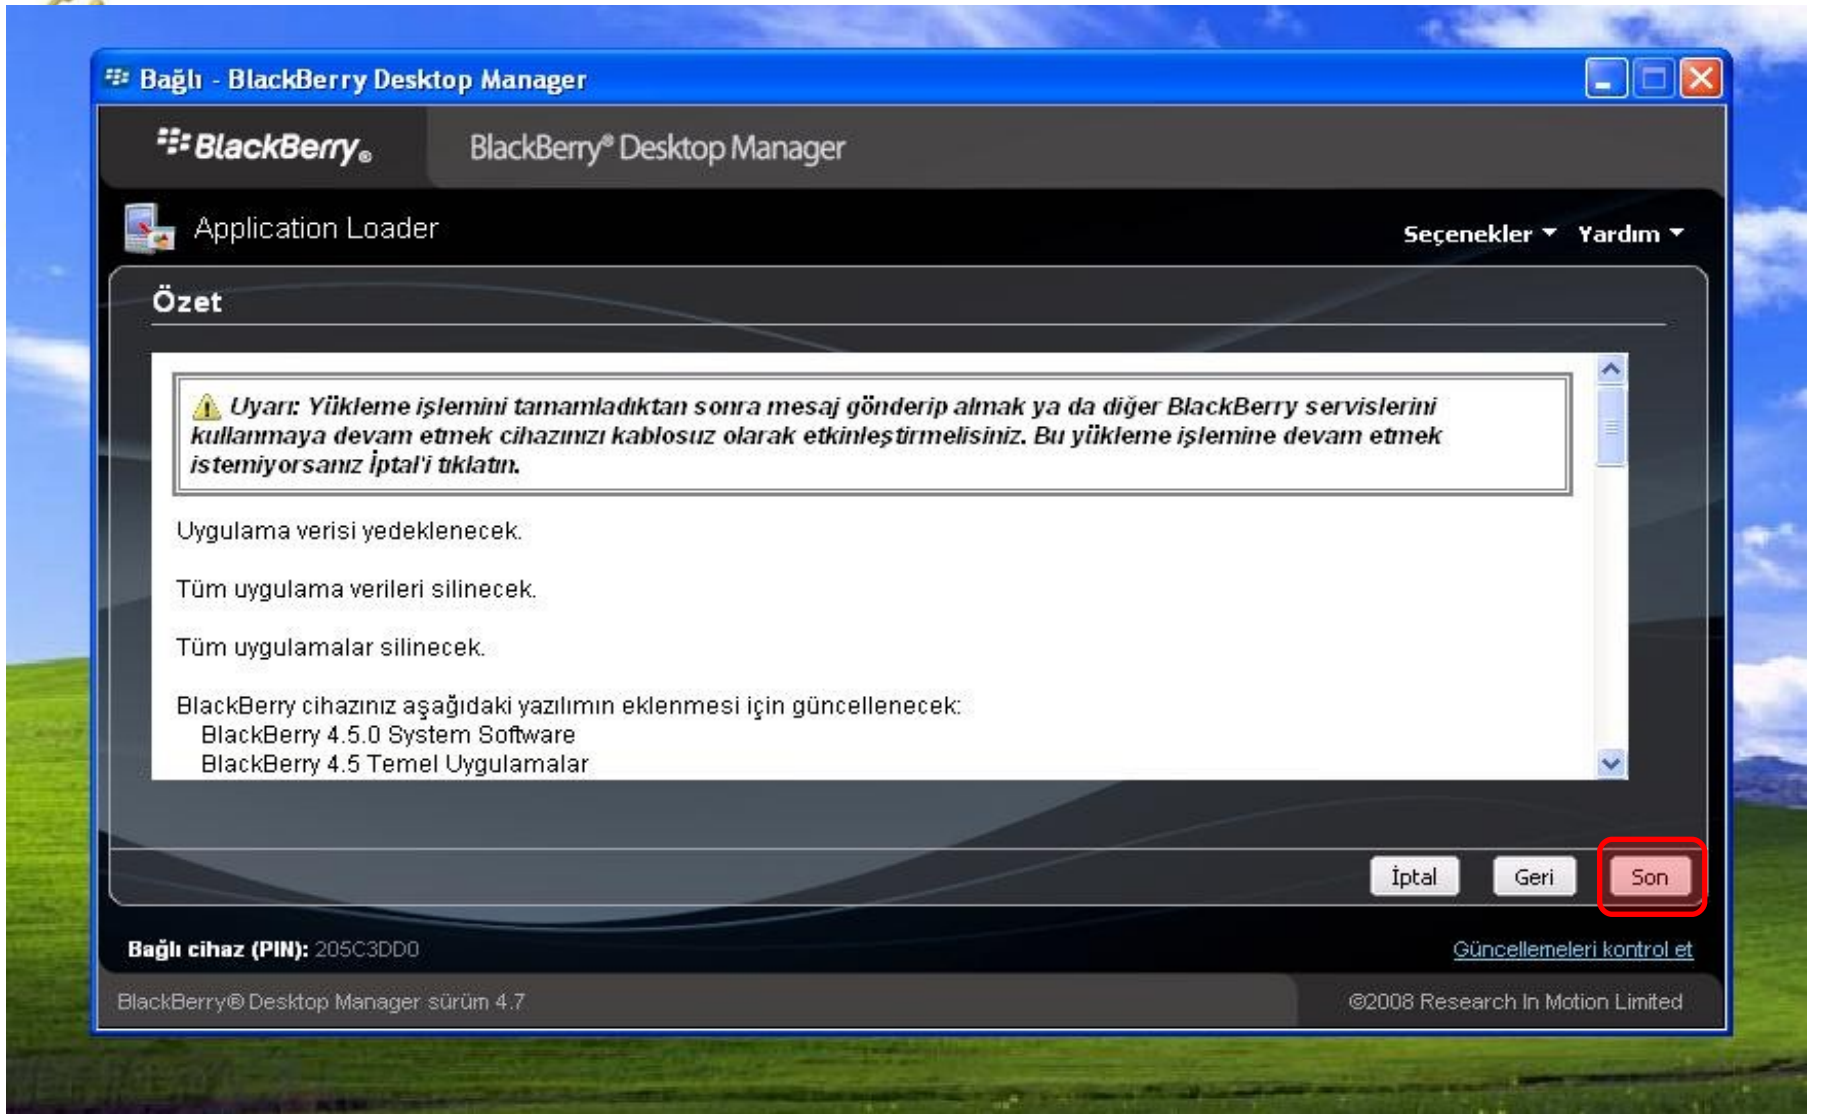 Bağlı - BlackBerry Desktop Manager
BlackBerry®
BlackBerry® Desktop Manager
Application Loader
Seçenekler
Yardım
Özet
Uyarı: Yükleme işlemini tamamladıktan sonra mesaj gönderip almak ya da diğer BlackBerry servislerini
kullanmaya devam etmek cihazınızı kablosuz olarak etkinleştirmelisiniz. Bu yükleme işlemine devam etmek
istemiyorsanız İptal'i tıklatın.
Uygulama verisi yedeklenecek.
Tüm uygulama verileri silinecek.
Tüm uygulamalar silinecek.
BlackBerry cihazınız aşağıdaki yazılımın eklenmesi için güncellenecek:
BlackBerry 4.5.0 System Software
BlackBerry 4.5 Temel Uygulamalar
İptal
Geri
Son
Bağlı cihaz (PIN): 205C3DD0
Güncellemeleri kontrol et
BlackBerry® Desktop Manager sürüm 4.7
©2008 Research In Motion Limited